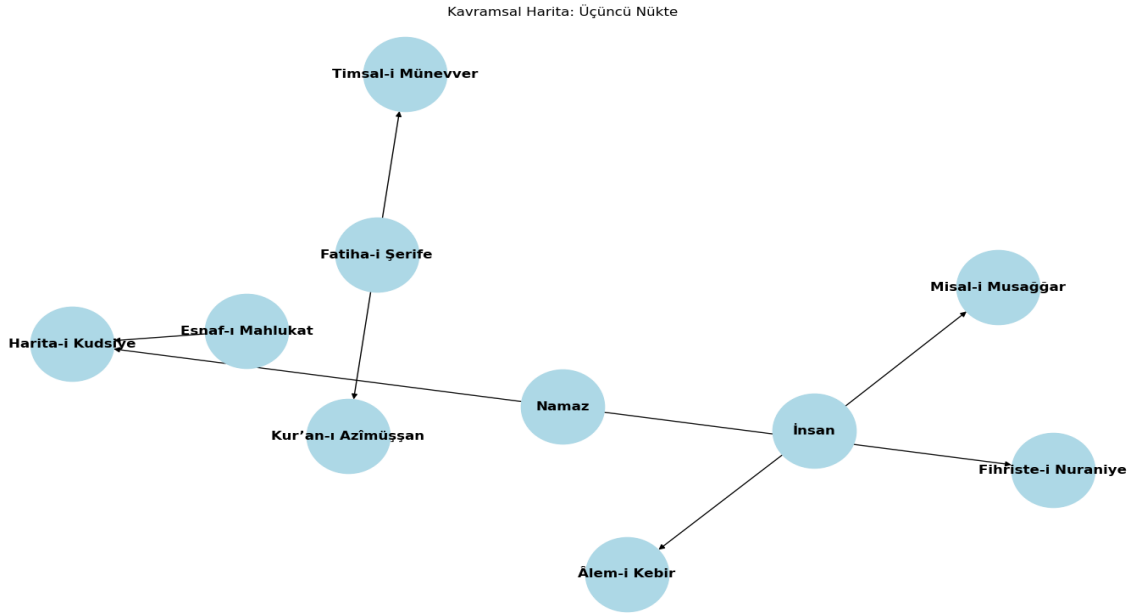 Kavramsal Harita: Üçüncü Nükte
Timsal-i Münevver
Fatiha-i Şerife
Misal-i Musağğar
Esnaf-ı Mahlukat
Harita-i Kudsiye
Namaz
İnsan
Kur’an-ı Azîmüşşan
Fihriste-i Nuraniye
Âlem-i Kebir